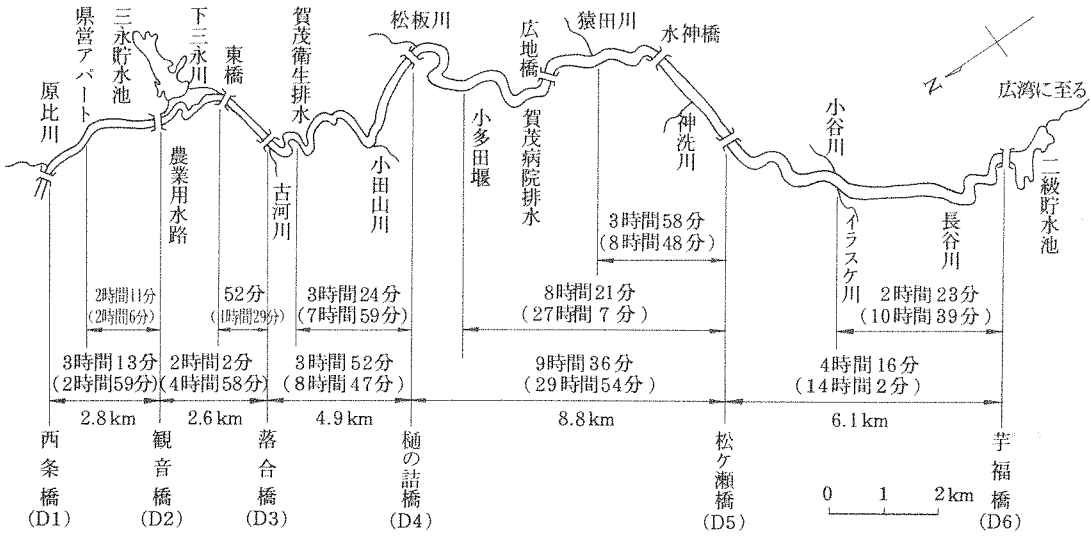 原比川
県営アパート
三永貯水池
下三永川
東橋
賀茂衛生排水
松板川
広地橋
猿田川
水神橋
N
広湾に至る
農業用水路
古河川
小田山川
小多田堰
賀茂病院排水
神洗川
小谷川
イラスケ川
長谷川
二級貯水池
3時間58分
(8時間48分)
2時間11分
(2時間6分)
52分
(1時間29分)
3時間24分
(7時間59分)
8時間21分
(27時間7分)
2時間23分
(10時間39分)
3時間13分
(2時間59分)
2時間2分
(4時間58分)
3時間52分
(8時間47分)
9時間36分
(29時間54分)
4時間16分
(14時間2分)
2.8km
2.6km
4.9km
8.8km
6.1km
西条橋
(D1)
観音橋
(D2)
落合橋
(D3)
樋の詰橋
(D4)
松ケ瀬橋
(D5)
芋福橋
(D6)
0 1 2km